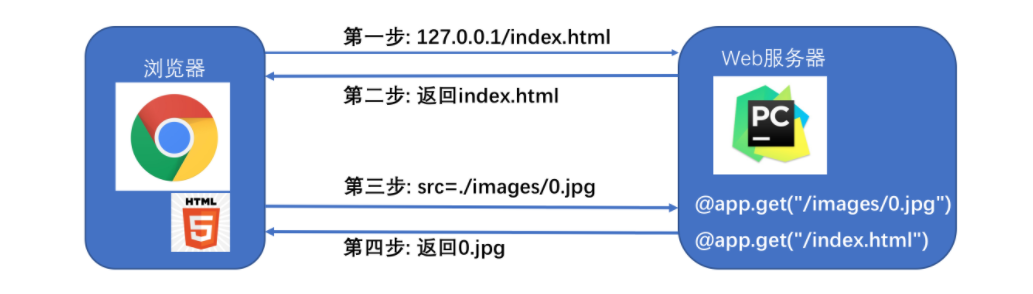 第一步: 127.0.0.1/index.html
浏览器
Web服务器
第二步: 返回index.html
PC
第三步: src=./images/0.jpg
HTML
5
@app.get("/images/0.jpg")
@app.get("/index.html")
第四步: 返回0.jpg